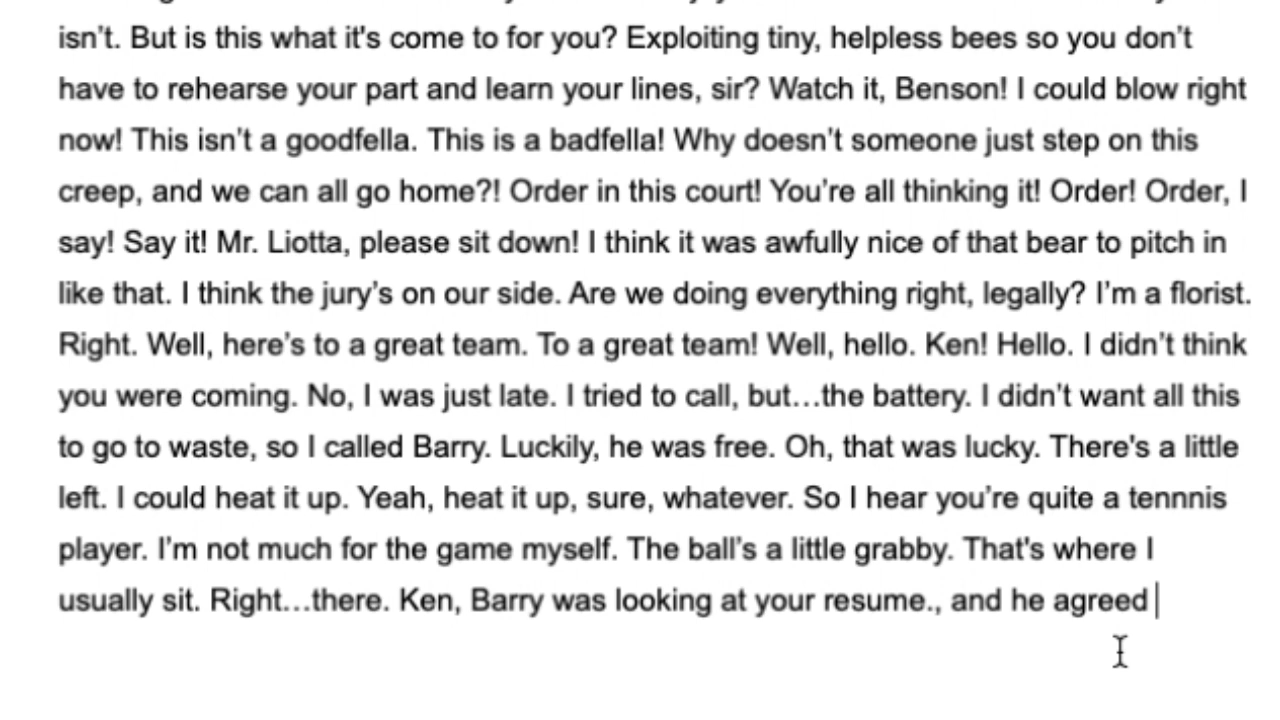 isn't. But is this what it's come to for you? Exploiting tiny, helpless bees so you don't
have to rehearse your part and learn your lines, sir? Watch it, Benson! I could blow right
now! This isn't a goodfella. This is a badfella! Why doesn't someone just step on this
creep, and we can all go home?! Order in this court! You're all thinking it! Order! Order, I
say! Say it! Mr. Liotta, please sit down! I think it was awfully nice of that bear to pitch in
like that. I think the jury's on our side. Are we doing everything right, legally? I'm a florist.
Right. Well, here's to a great team. To a great team! Well, hello. Ken! Hello. I didn't think
you were coming. No, I was just late. I tried to call, but…the battery. I didn't want all this
to go to waste, so I called Barry. Luckily, he was free. Oh, that was lucky. There's a little
left. I could heat it up. Yeah, heat it up, sure, whatever. So I hear you're quite a tennnis
player. I'm not much for the game myself. The ball's a little grabby. That's where I
usually sit. Right…there. Ken, Barry was looking at your resume., and he agreed